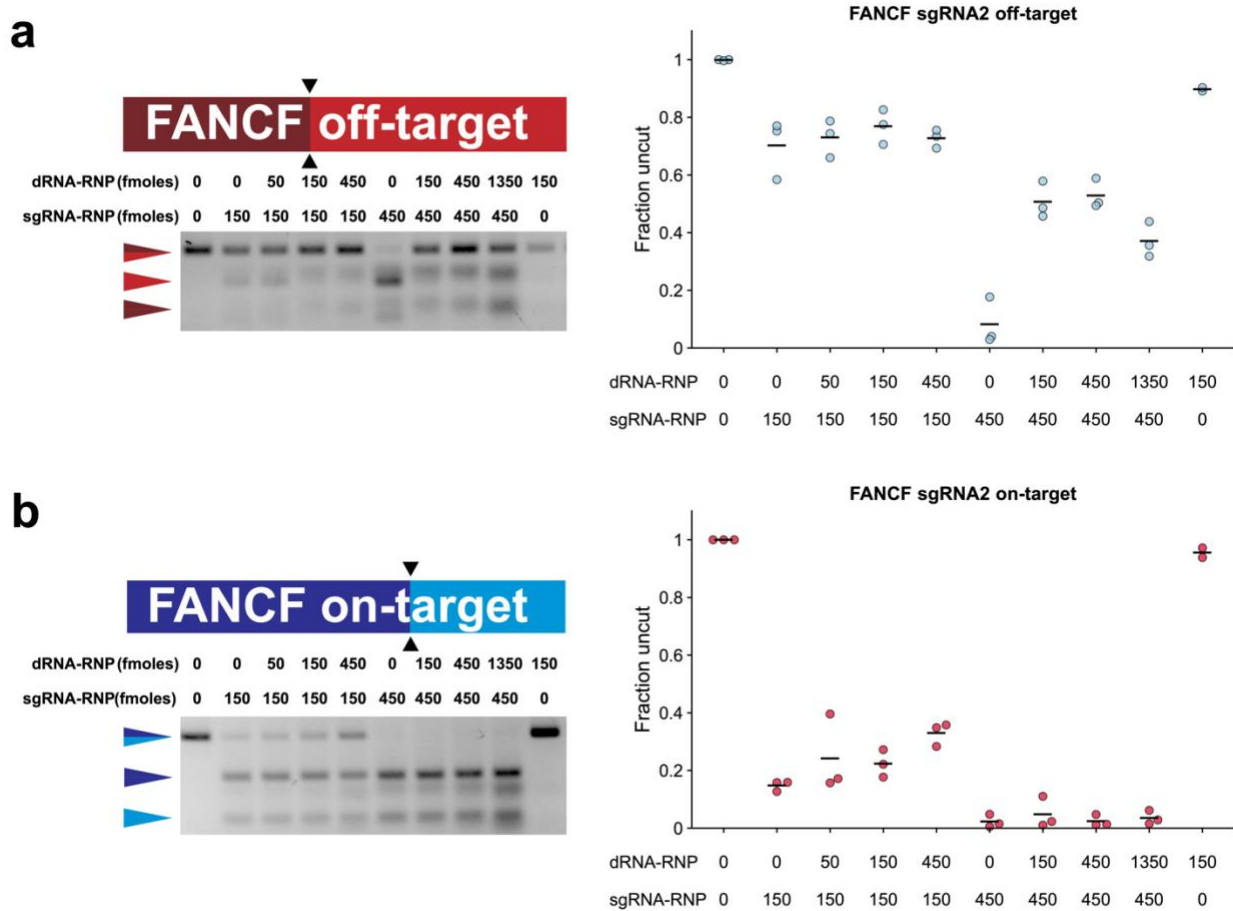 a
FANCF off-target
dRNA-RNP (fmoles) 0 0 50 150 450 0 150 450 1350 150
sgRNA-RNP (fmoles) 0 150 150 150 150 450 450 450 450 0
FANCF sgRNA2 off-target
Fraction uncut
1
0.8
0.6
0.4
0.2
0
dRNA-RNP 0 0 50 150 450 0 150 450 1350 150
sgRNA-RNP 0 150 150 150 150 450 450 450 450 0
b
FANCF on-target
dRNA-RNP (fmoles) 0 0 50 150 450 0 150 450 1350 150
sgRNA-RNP(fmoles) 0 150 150 150 150 450 450 450 450 0
FANCF sgRNA2 on-target
Fraction uncut
1
0.8
0.6
0.4
0.2
0
dRNA-RNP 0 0 50 150 450 0 150 450 1350 150
sgRNA-RNP 0 150 150 150 150 450 450 450 450 0